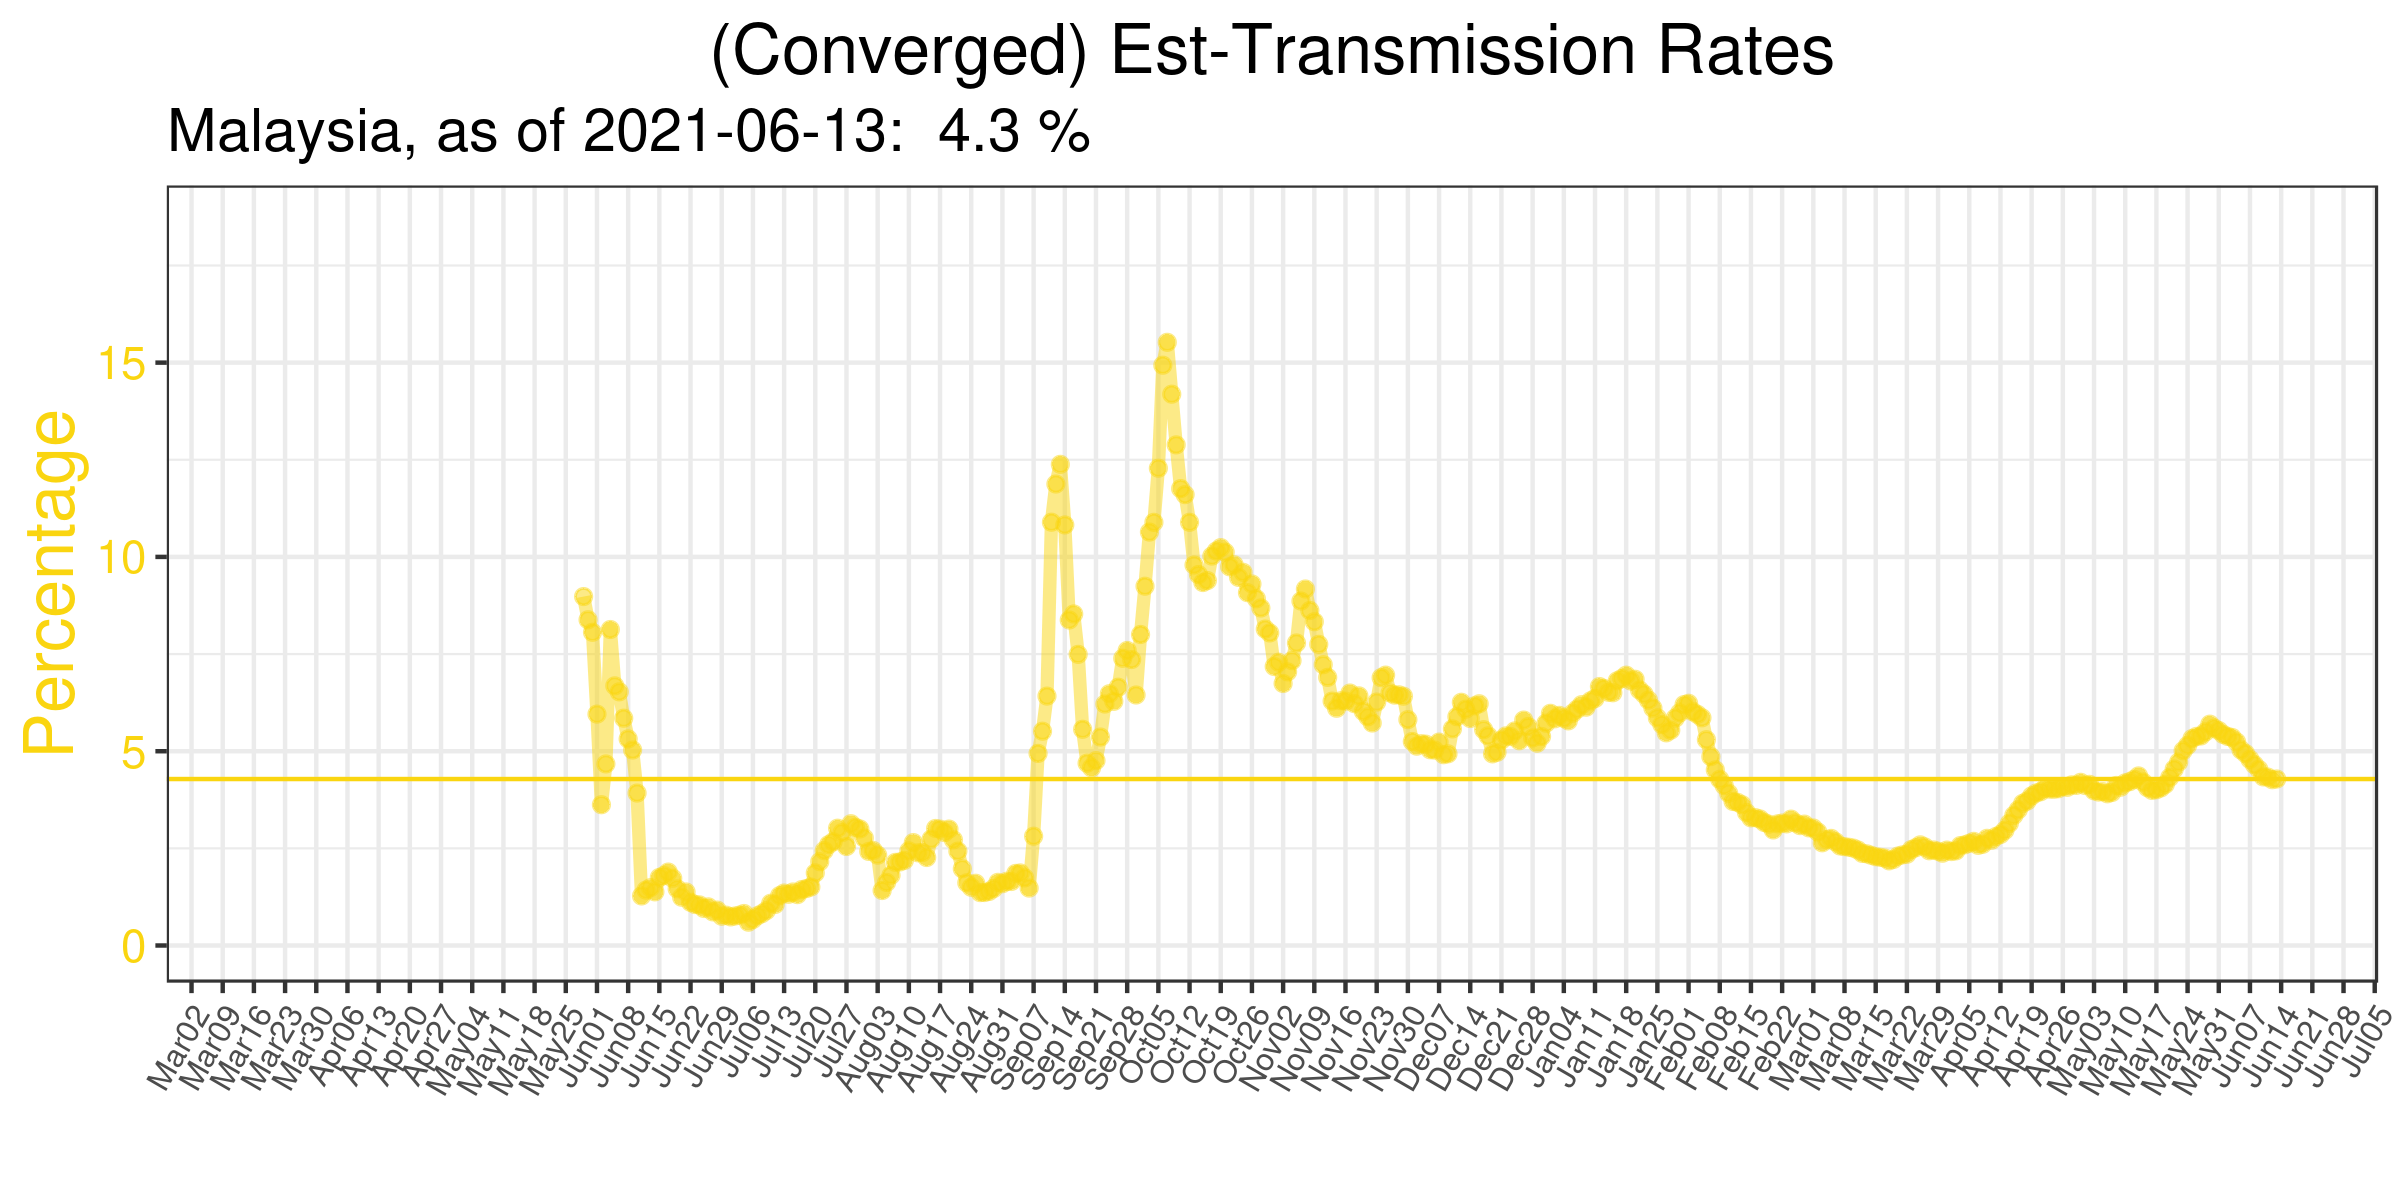 (Converged) Est-Transmission Rates
Malaysia, as of 2021-06-13:  4.3 %
Percentage
15
10
5
0
Mar02
Mar09
Mar16
Mar23
Mar30
Apr06
Apr13
Apr20
Apr27
May04
May11
May18
May25
Jun01
Jun08
Jun15
Jun22
Jun29
Jul06
Jul13
Jul20
Jul27
Aug03
Aug10
Aug17
Aug24
Aug31
Sep07
Sep14
Sep21
Sep28
Oct05
Oct12
Oct19
Oct26
Nov02
Nov09
Nov16
Nov23
Nov30
Dec07
Dec14
Dec21
Dec28
Jan04
Jan11
Jan18
Jan25
Feb01
Feb08
Feb15
Feb22
Mar01
Mar08
Mar15
Mar22
Mar29
Apr05
Apr12
Apr19
Apr26
May03
May10
May17
May24
May31
Jun07
Jun14
Jun21
Jun28
Jul05